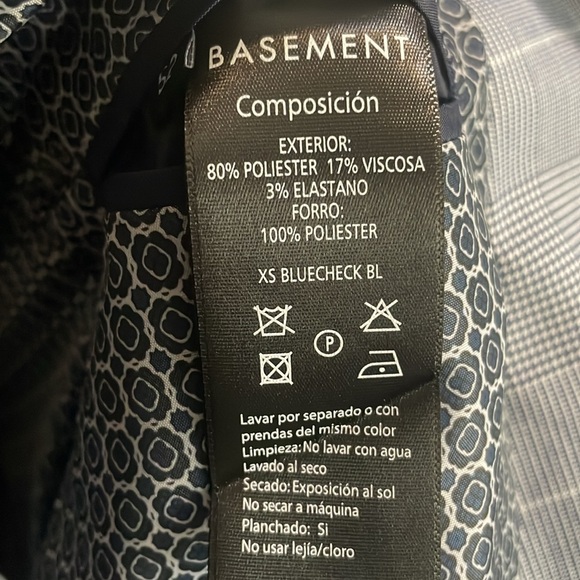 BASEMENT
Composición
EXTERIOR:
80% POLIESTER 17% VISCOSA
3% ELASTANO
FORRO:
100% POLIESTER
XS BLUECHECK BL
P
Lavar por separado o con
prendas del mismo color
Limpieza: No lavar con agua
Lavado al seco
Secado: Exposición al sol
No secar a máquina
Planchado: Si
No usar lejía/cloro